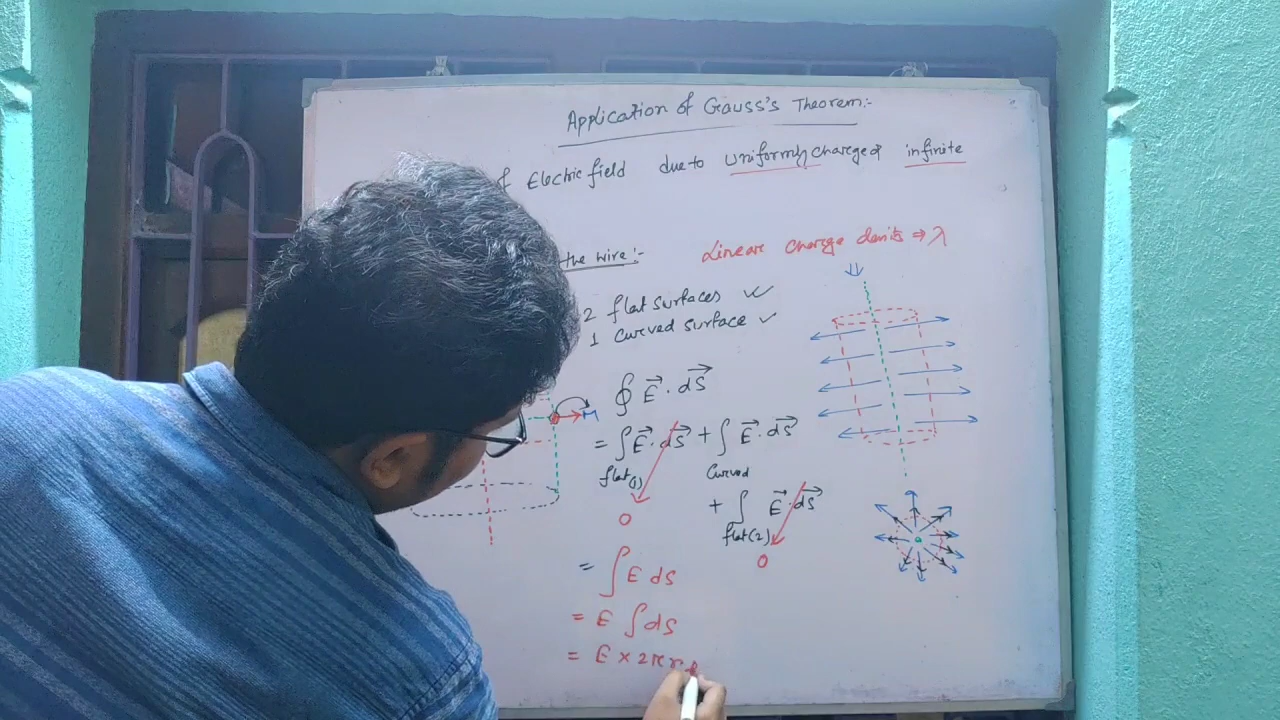 Application of Gauss's Theorem:-
f Electric field due to uniformly charged infinite
the wire:- Linear charge density ⇒ λ
2 flat surfaces ✓
1 curved surface ✓
∮ E⃗ . dS⃗
= ∫ E⃗ . dS⃗ + ∫ E⃗ . dS⃗
flat(1) curved
+ ∫ E⃗ . dS⃗
flat(2)
0
0
= ∫ E dS
= E ∫ dS
= E × 2πr